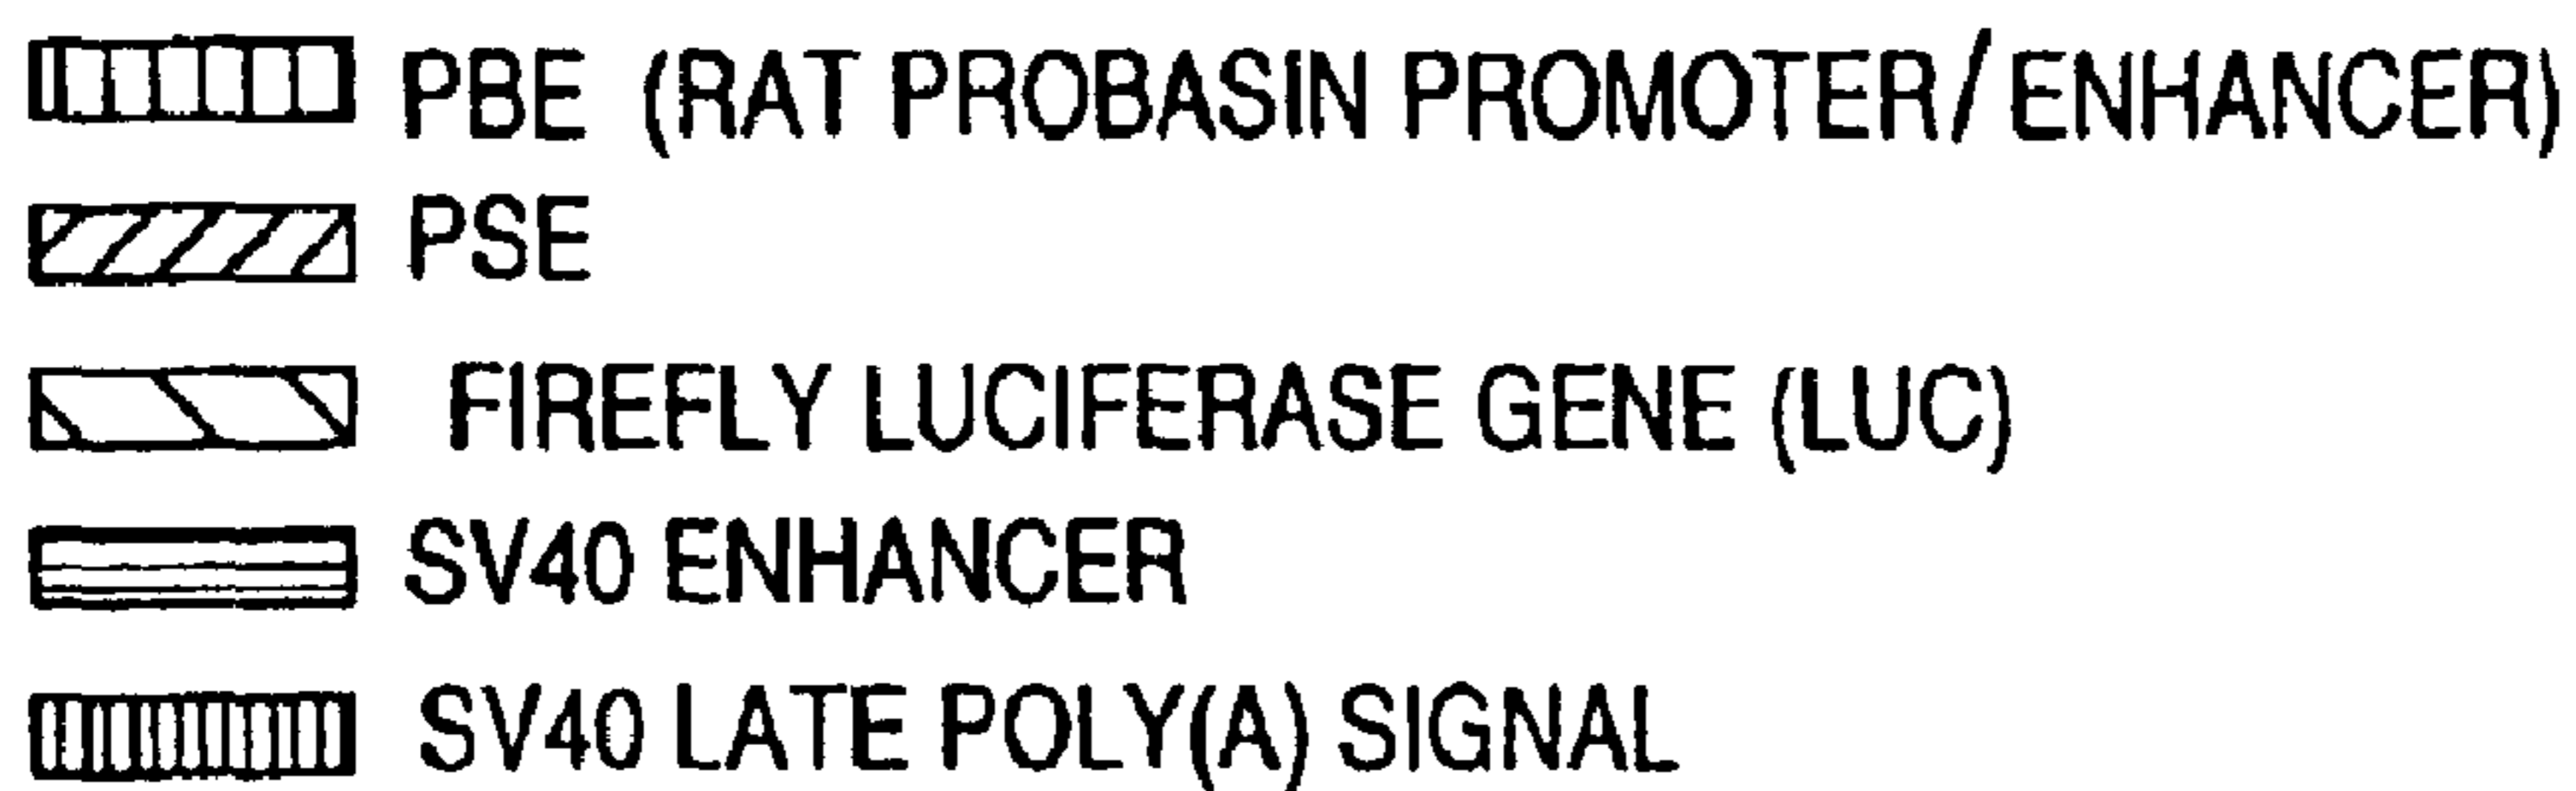 PBE (RAT PROBASIN PROMOTER/ENHANCER)
PSE
FIREFLY LUCIFERASE GENE (LUC)
SV40 ENHANCER
SV40 LATE POLY(A) SIGNAL